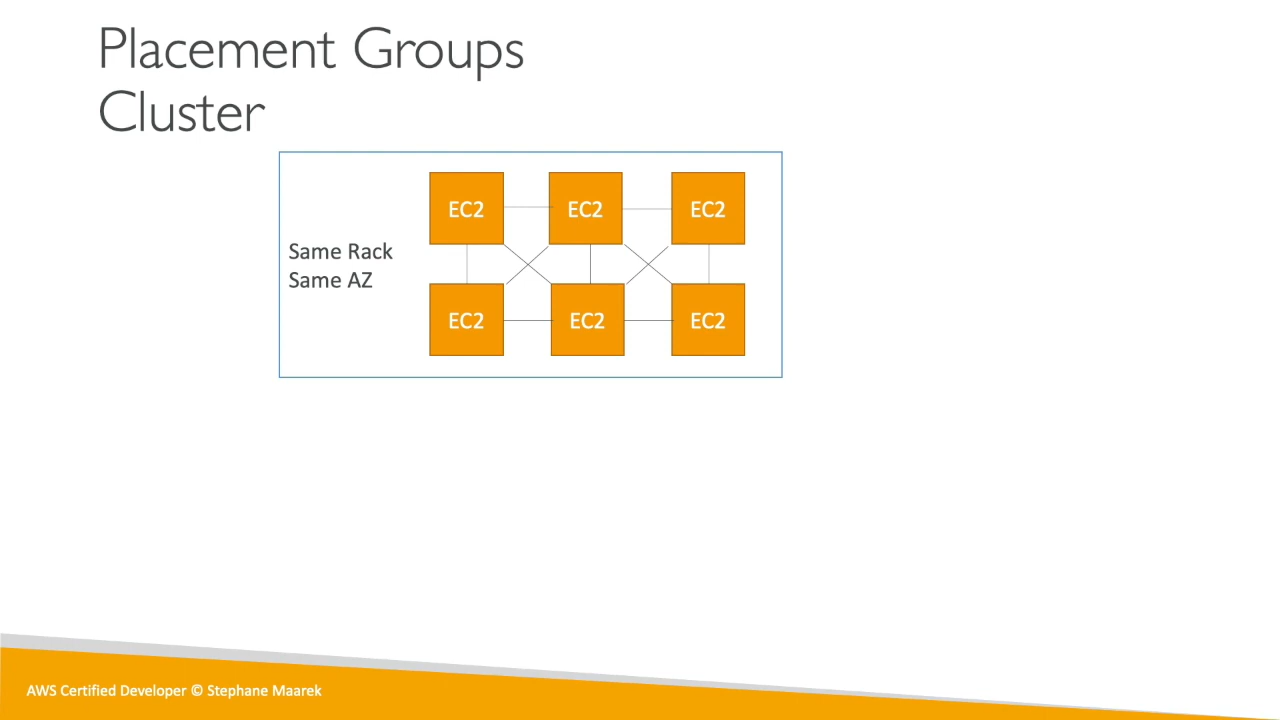 Placement Groups
Cluster
EC2 EC2 EC2
Same Rack
Same AZ
EC2 EC2 EC2
AWS Certified Developer © Stephane Maarek